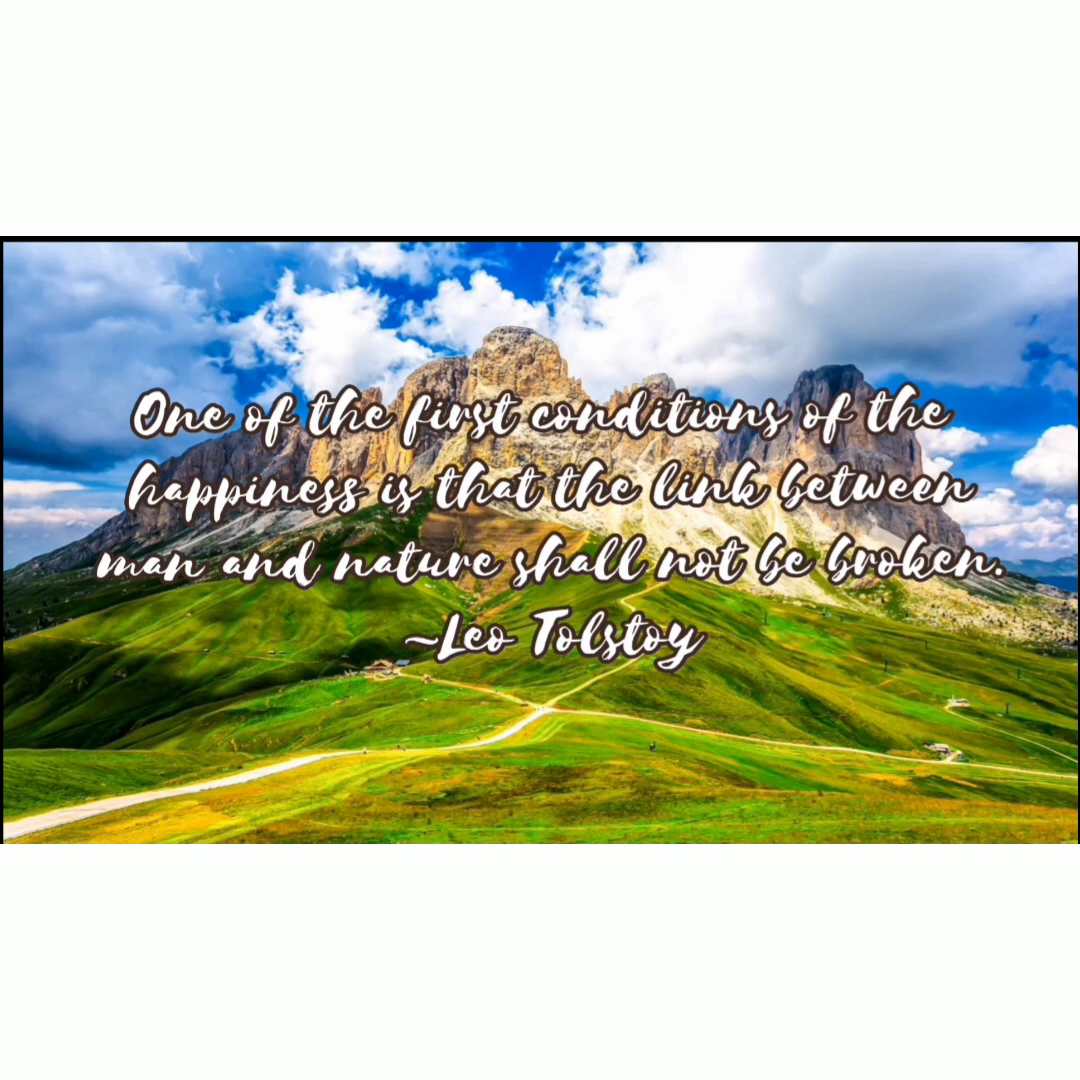 One of the first conditions of the
happiness is that the link between
man and nature shall not be broken.
~Leo Tolstoy